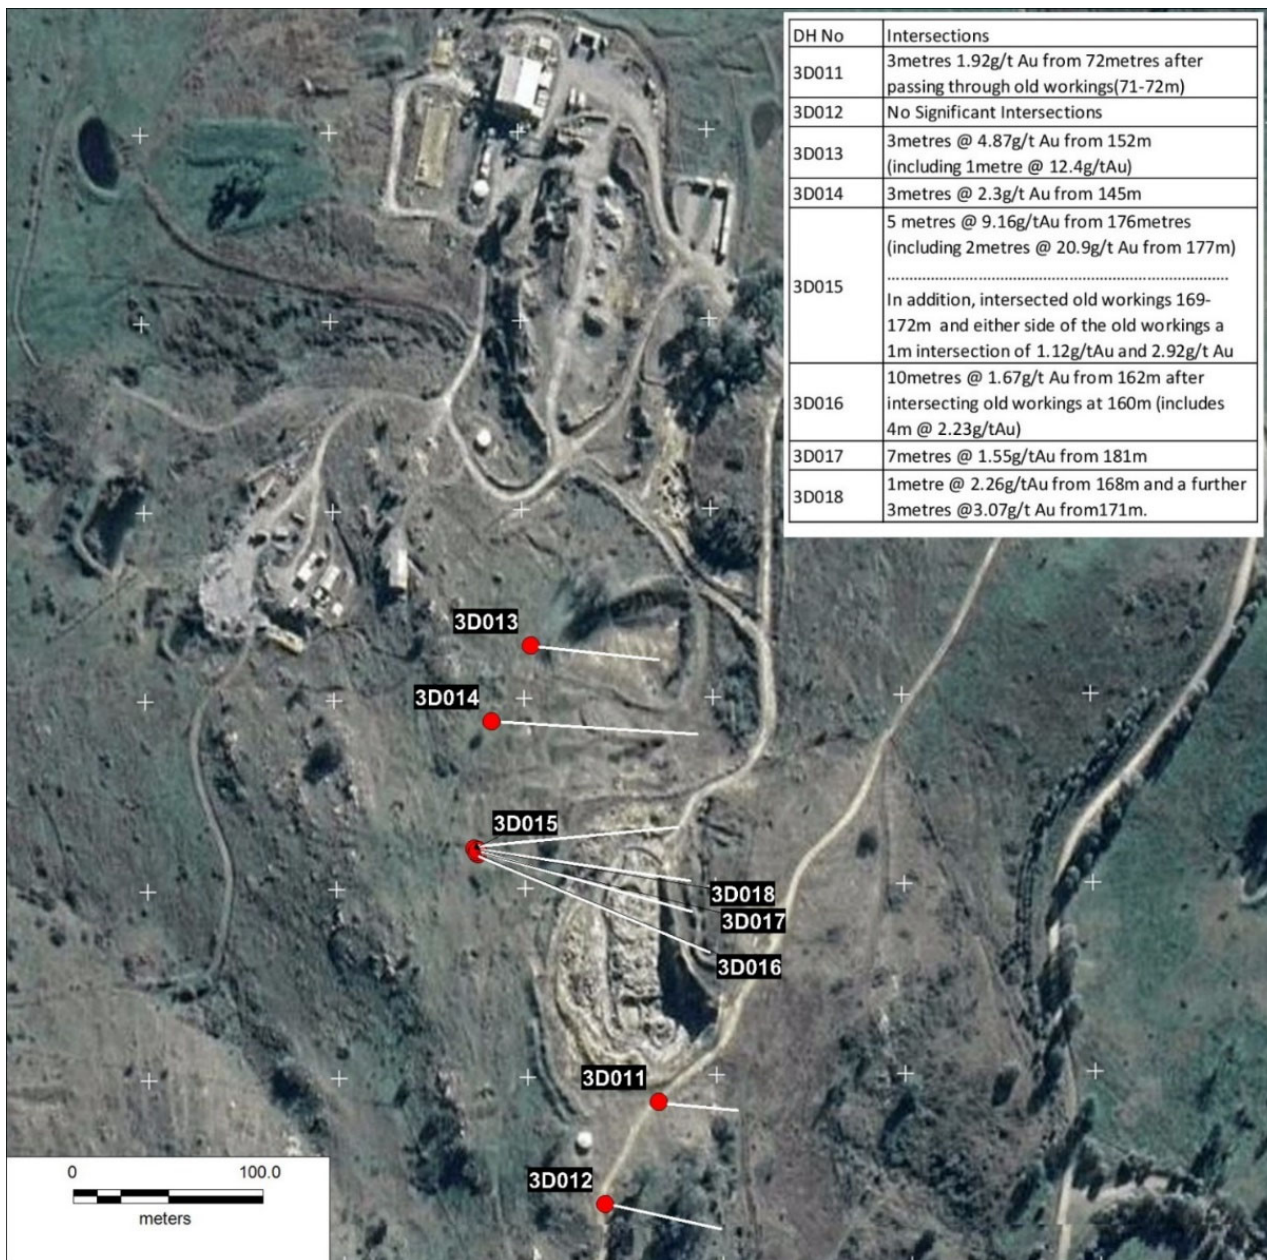 DH No Intersections
3D011 3metres 1.92g/t Au from 72metres after
passing through old workings(71-72m)
3D012 No Significant Intersections
3D013 3metres @ 4.87g/t Au from 152m
(including 1metre @ 12.4g/tAu)
3D014 3metres @ 2.3g/t Au from 145m
3D015 5 metres @ 9.16g/tAu from 176metres
(including 2metres @ 20.9g/t Au from 177m)
........................................................................
In addition, intersected old workings 169-
172m and either side of the old workings a
1m intersection of 1.12g/tAu and 2.92g/t Au
3D016 10metres @ 1.67g/t Au from 162m after
intersecting old workings at 160m (includes
4m @ 2.23g/tAu)
3D017 7metres @ 1.55g/tAu from 181m
3D018 1metre @ 2.26g/tAu from 168m and a further
3metres @3.07g/t Au from171m.
3D013
3D014
3D015
3D018
3D017
3D016
3D011
3D012
0 100.0
meters